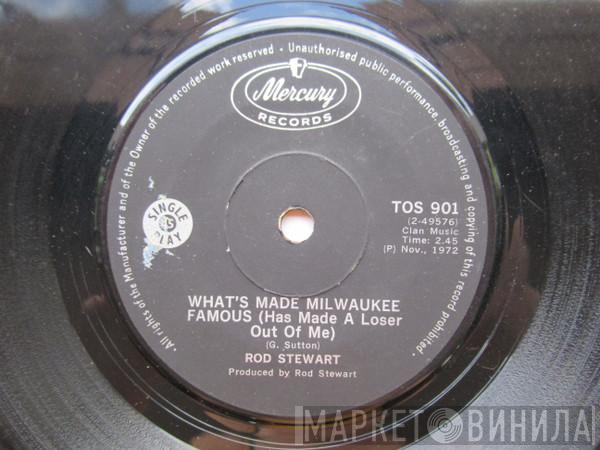 · All rights of the Manufacturer and of the Owner of the recorded work reserved · Unauthorised public performance, broadcasting and copying of this record prohibited ·
Mercury
RECORDS
SINGLE
45
PLAY
TOS 901
(2-49576)
Clan Music
Time: 2.45
(P) Nov., 1972
WHAT'S MADE MILWAUKEE
FAMOUS (Has Made A Loser
Out Of Me)
(G. Sutton)
ROD STEWART
Produced by Rod Stewart
МАРКЕТ ВИНИЛА